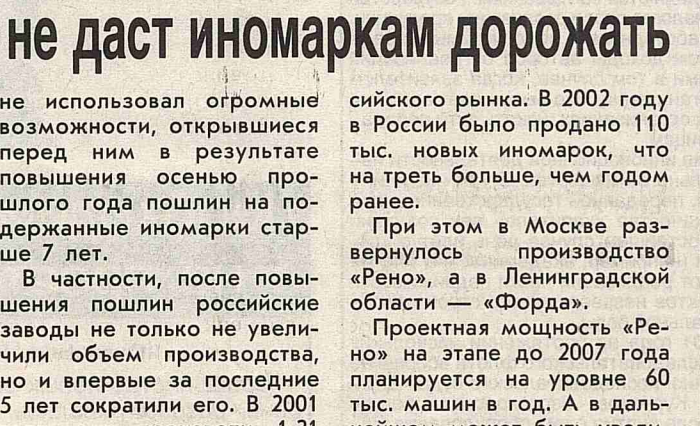 не даст иномаркам дорожать
не использовал огромные
возможности, открывшиеся
перед ним в результате
повышения осенью про-
шлого года пошлин на по-
держанные иномарки стар-
ше 7 лет.
В частности, после повы-
шения пошлин российские
заводы не только не увели-
чили объем производства,
но и впервые за последние
5 лет сократили его. В 2001
сийского рынка. В 2002 году
в России было продано 110
тыс. новых иномарок, что
на треть больше, чем годом
ранее.
При этом в Москве раз-
вернулось производство
«Рено», а в Ленинградской
области — «Форда».
Проектная мощность «Ре-
но» на этапе до 2007 года
планируется на уровне 60
тыс. машин в год. А в даль-